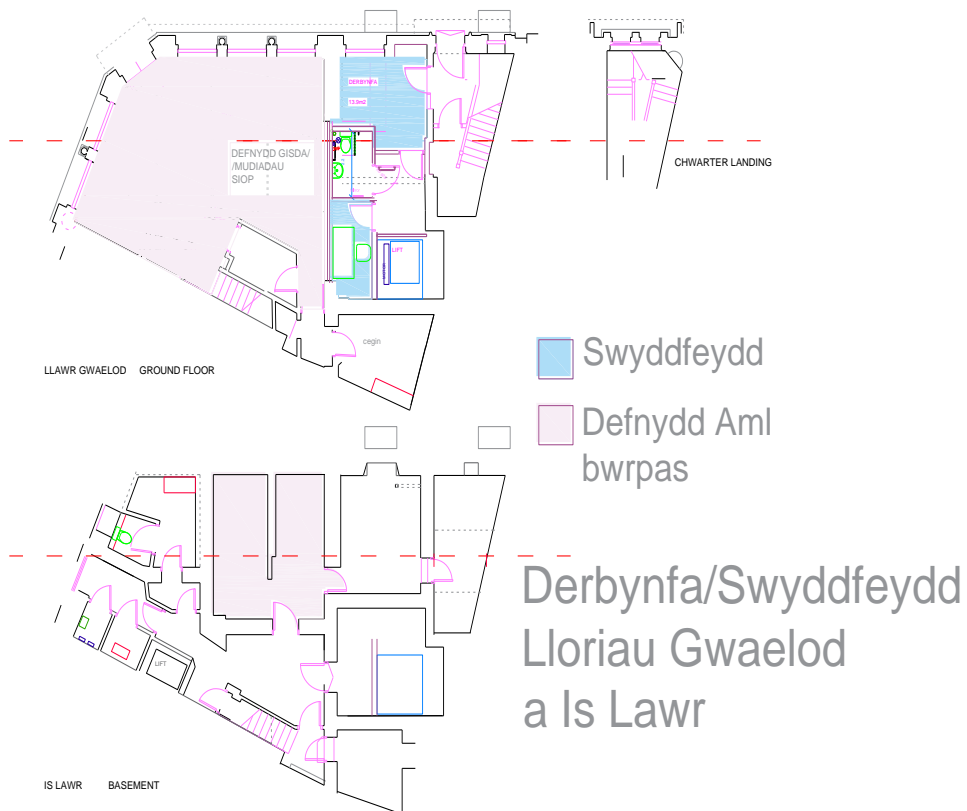 DERBYNFA
13.9m2
DEFNYDD GISDA/
/MUDIADAU
SIOP
LIFT
CHWARTER LANDING
cegin
LLAWR GWAELOD GROUND FLOOR
Swyddfeydd
Defnydd Aml
bwrpas
LIFT
Derbynfa/Swyddfeydd
Lloriau Gwaelod
a Is Lawr
IS LAWR BASEMENT